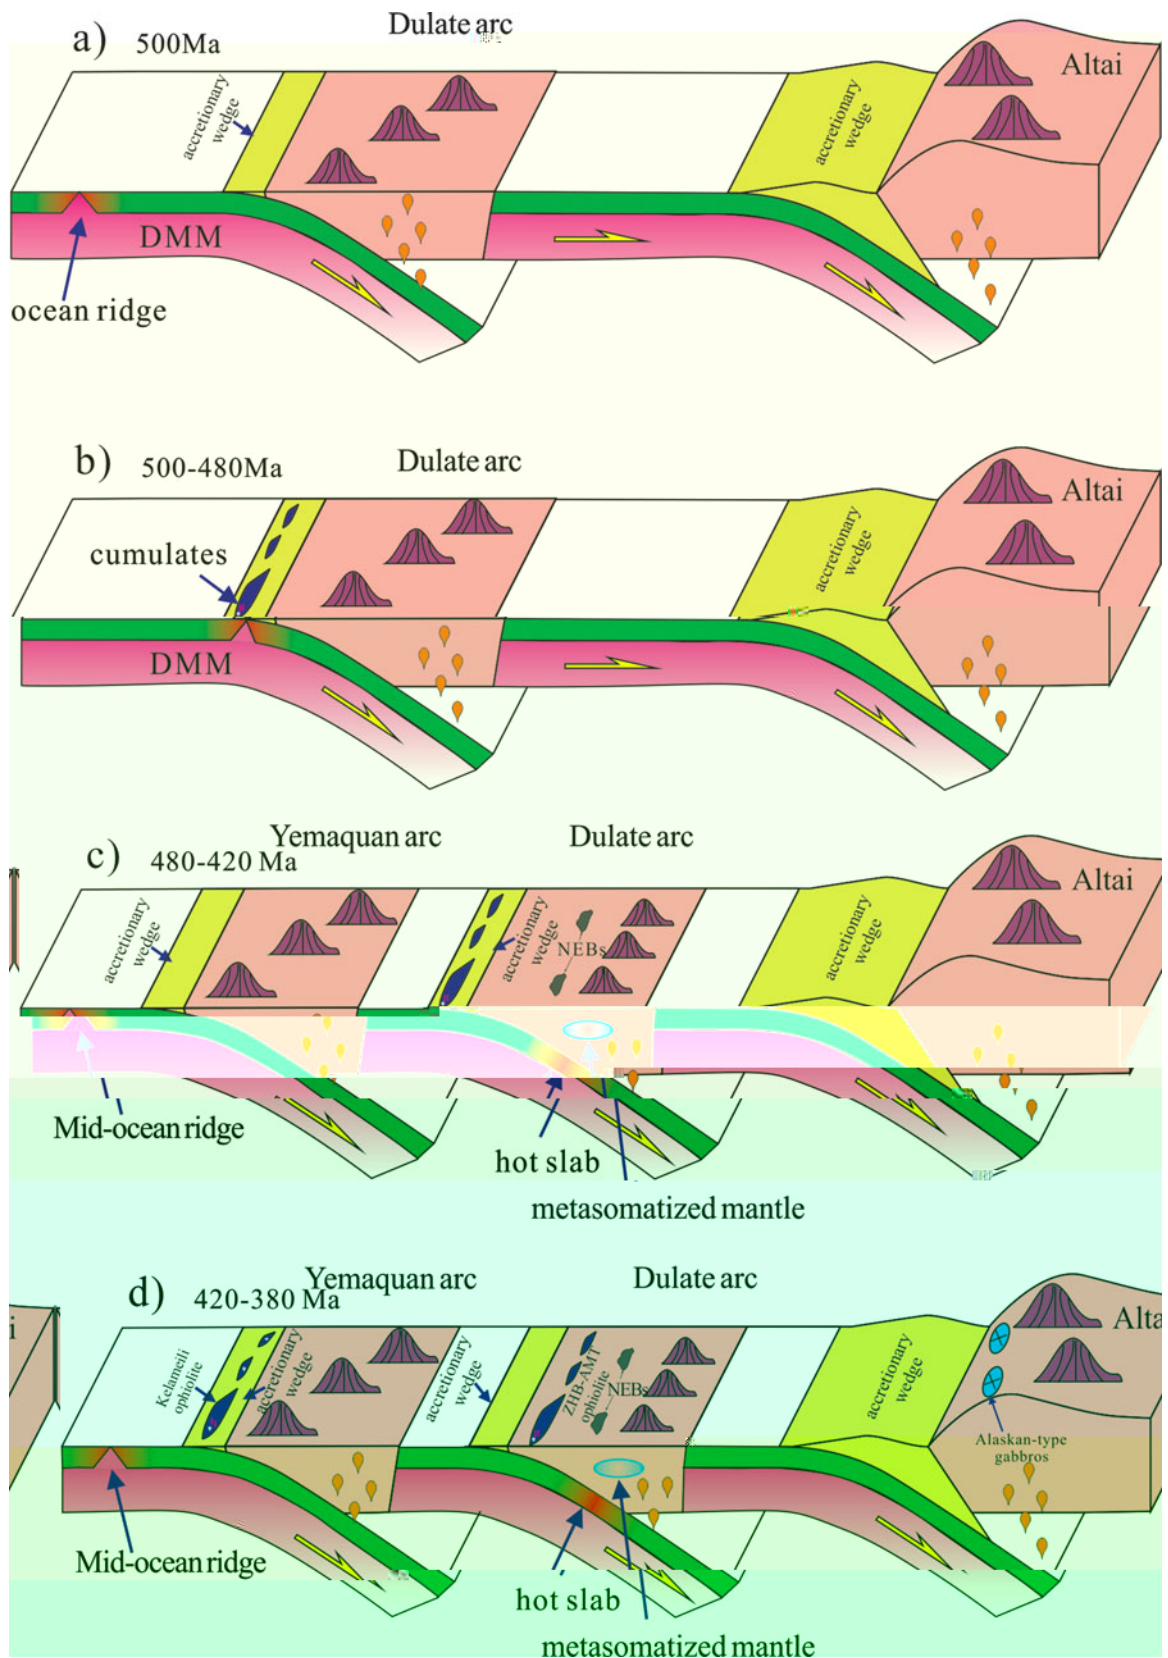 a)
500Ma
Dulate arc
Altai
accretionary
wedge
accretionary
wedge
DMM
ocean ridge
b)
500-480Ma
Dulate arc
Altai
cumulates
accretionary
wedge
DMM
Yemaquan arc
Dulate arc
c)
480-420 Ma
Altai
accretionary
wedge
accretionary
wedge
NEBs
accretionary
wedge
Mid-ocean ridge
hot slab
metasomatized mantle
Yemaquan arc
Dulate arc
d)
420-380 Ma
i
Alta
Kelameili
ophiolite
accretionary
wedge
accretionary
wedge
ZHB-AMT
ophiolite
NEBs
accretionary
wedge
Alaskan-type
gabbros
Mid-ocean ridge
hot slab
metasomatized mantle